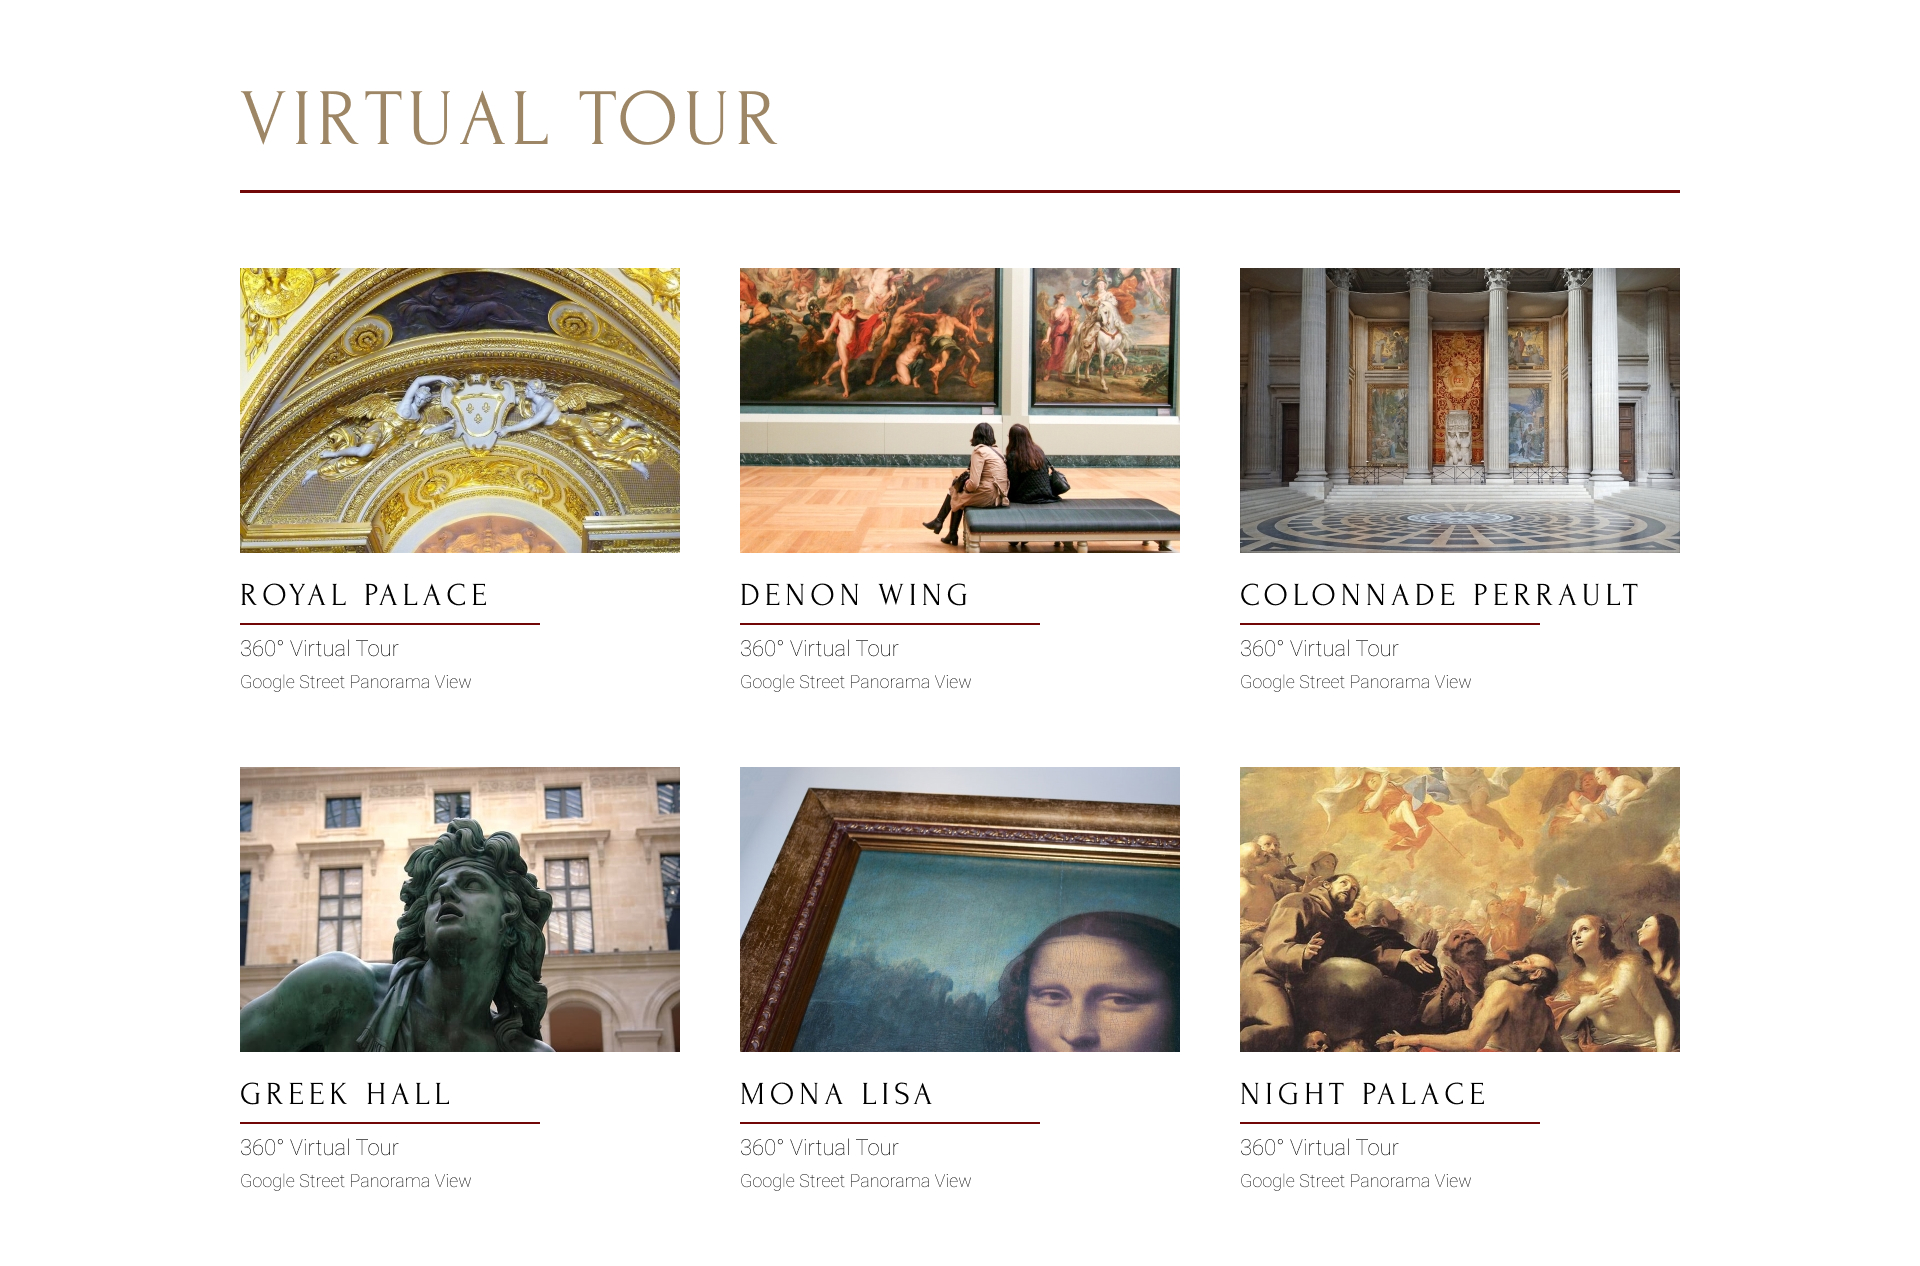 VIRTUAL TOUR
ROYAL PALACE
360° Virtual Tour
Google Street Panorama View
DENON WING
360° Virtual Tour
Google Street Panorama View
COLONNADE PERRAULT
360° Virtual Tour
Google Street Panorama View
GREEK HALL
360° Virtual Tour
Google Street Panorama View
MONA LISA
360° Virtual Tour
Google Street Panorama View
NIGHT PALACE
360° Virtual Tour
Google Street Panorama View